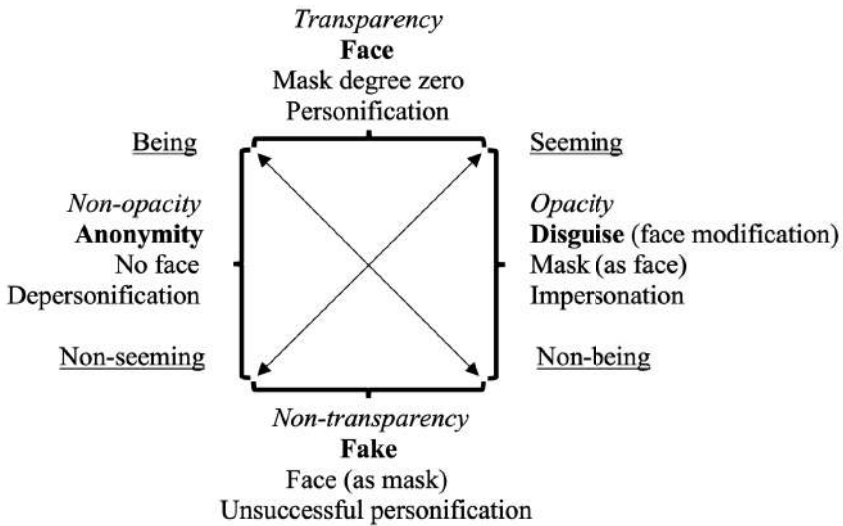 Transparency
Face
Mask degree zero
Personification
Being
Seeming
Non-opacity
Anonymity
No face
Depersonification
Opacity
Disguise (face modification)
Mask (as face)
Impersonation
Non-seeming
Non-being
Non-transparency
Fake
Face (as mask)
Unsuccessful personification